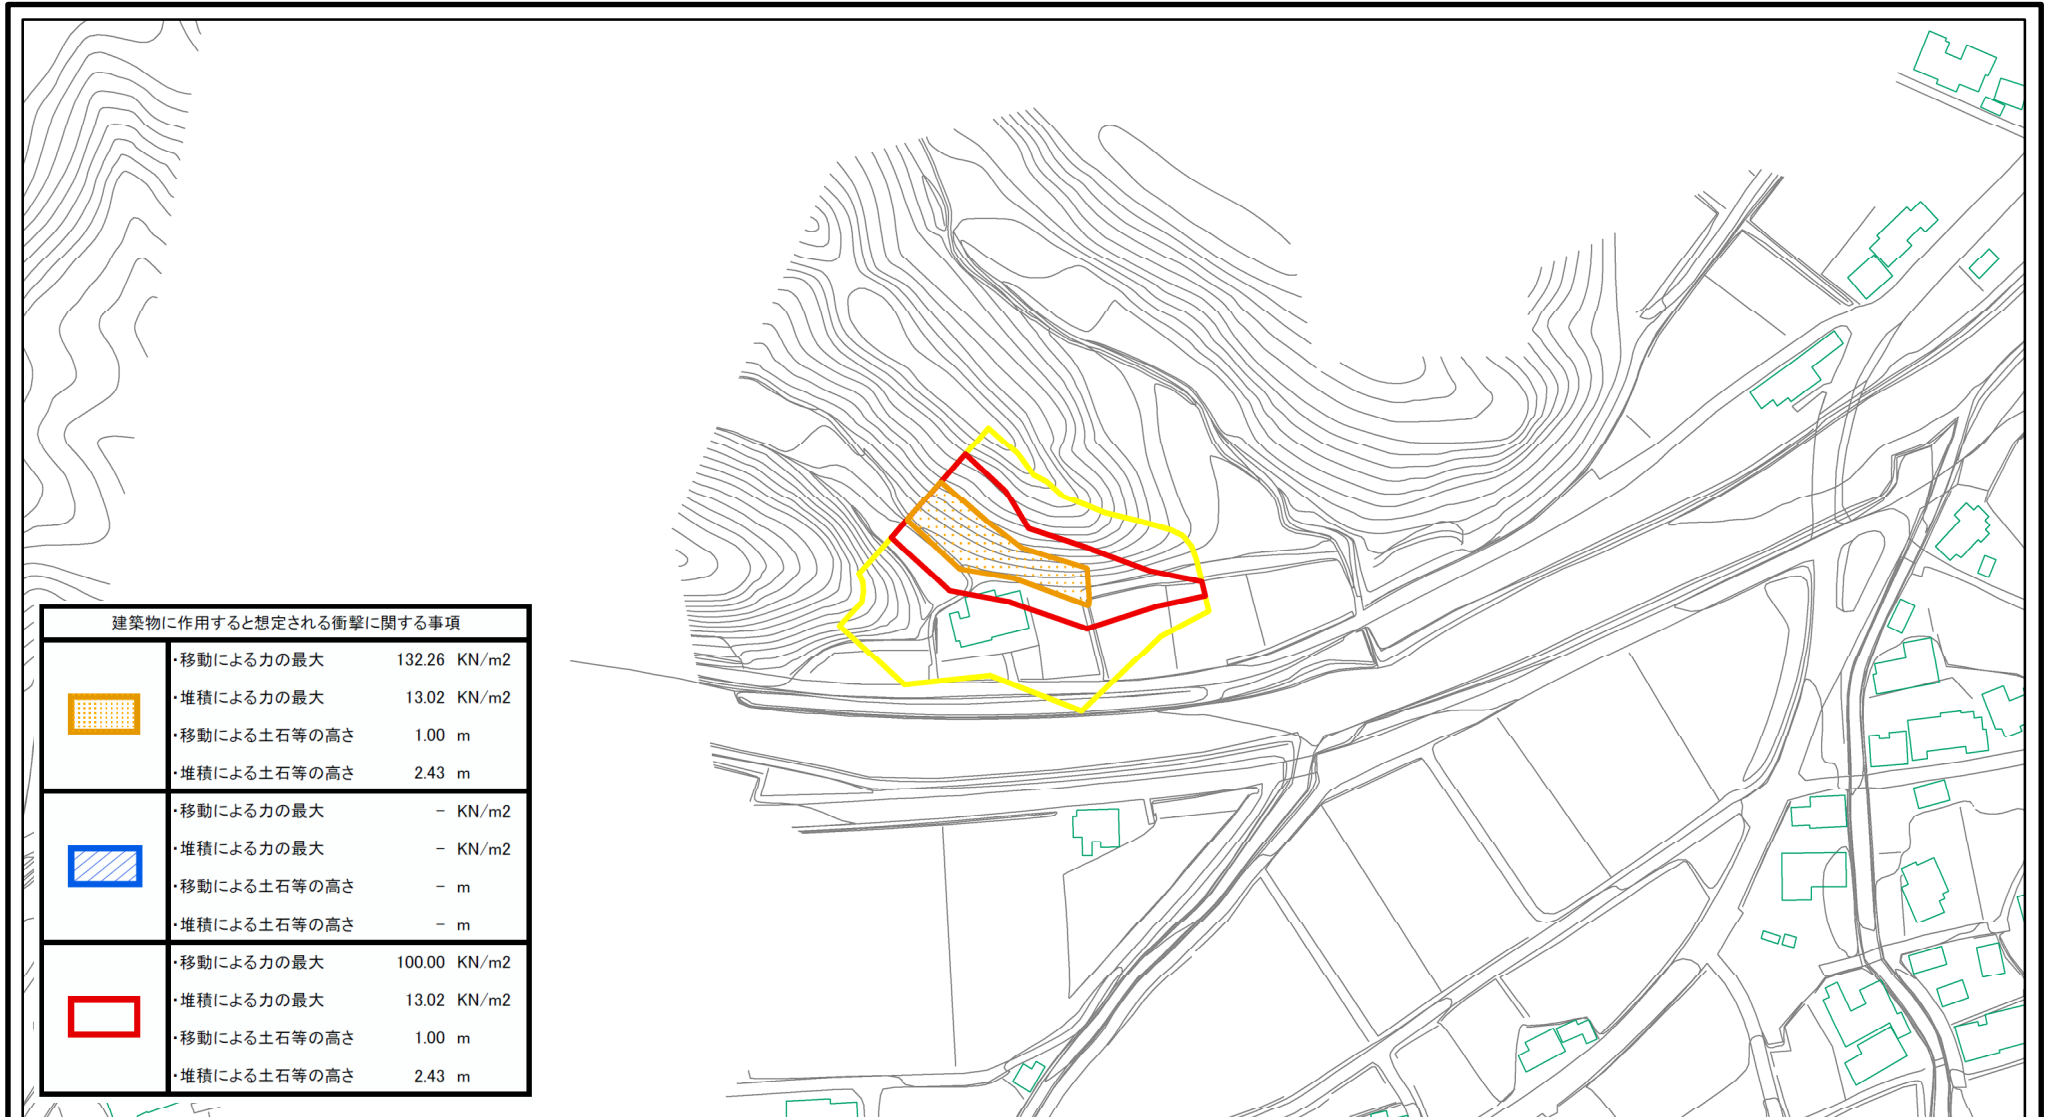 建築物に作用すると想定される衝撃に関する事項
・移動による力の最大 132.26 KN/m2
・堆積による力の最大 13.02 KN/m2
・移動による土石等の高さ 1.00 m
・堆積による土石等の高さ 2.43 m
・移動による力の最大 − KN/m2
・堆積による力の最大 − KN/m2
・移動による土石等の高さ − m
・堆積による土石等の高さ − m
・移動による力の最大 100.00 KN/m2
・堆積による力の最大 13.02 KN/m2
・移動による土石等の高さ 1.00 m
・堆積による土石等の高さ 2.43 m